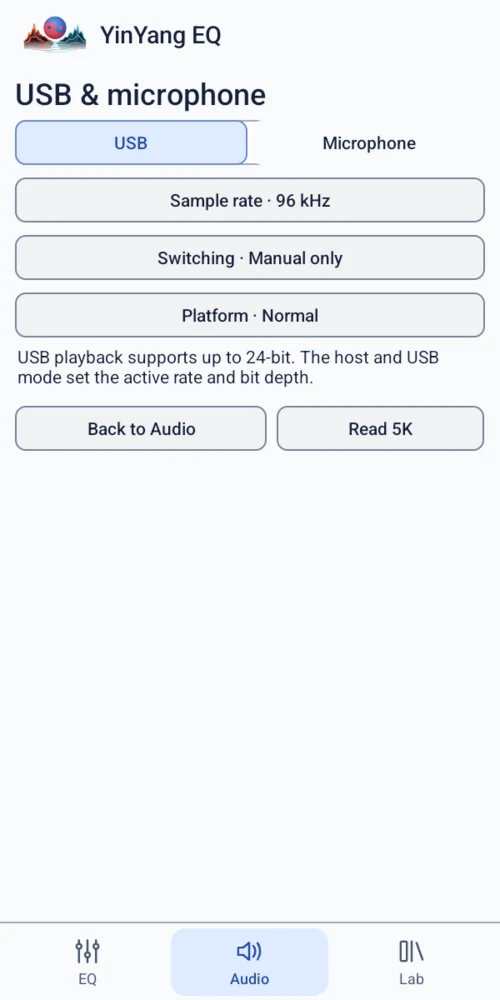 YinYang EQ
USB & microphone
USB
Microphone
Sample rate · 96 kHz
Switching · Manual only
Platform · Normal
USB playback supports up to 24-bit. The host and USB
mode set the active rate and bit depth.
Back to Audio
Read 5K
EQ
Audio
Lab